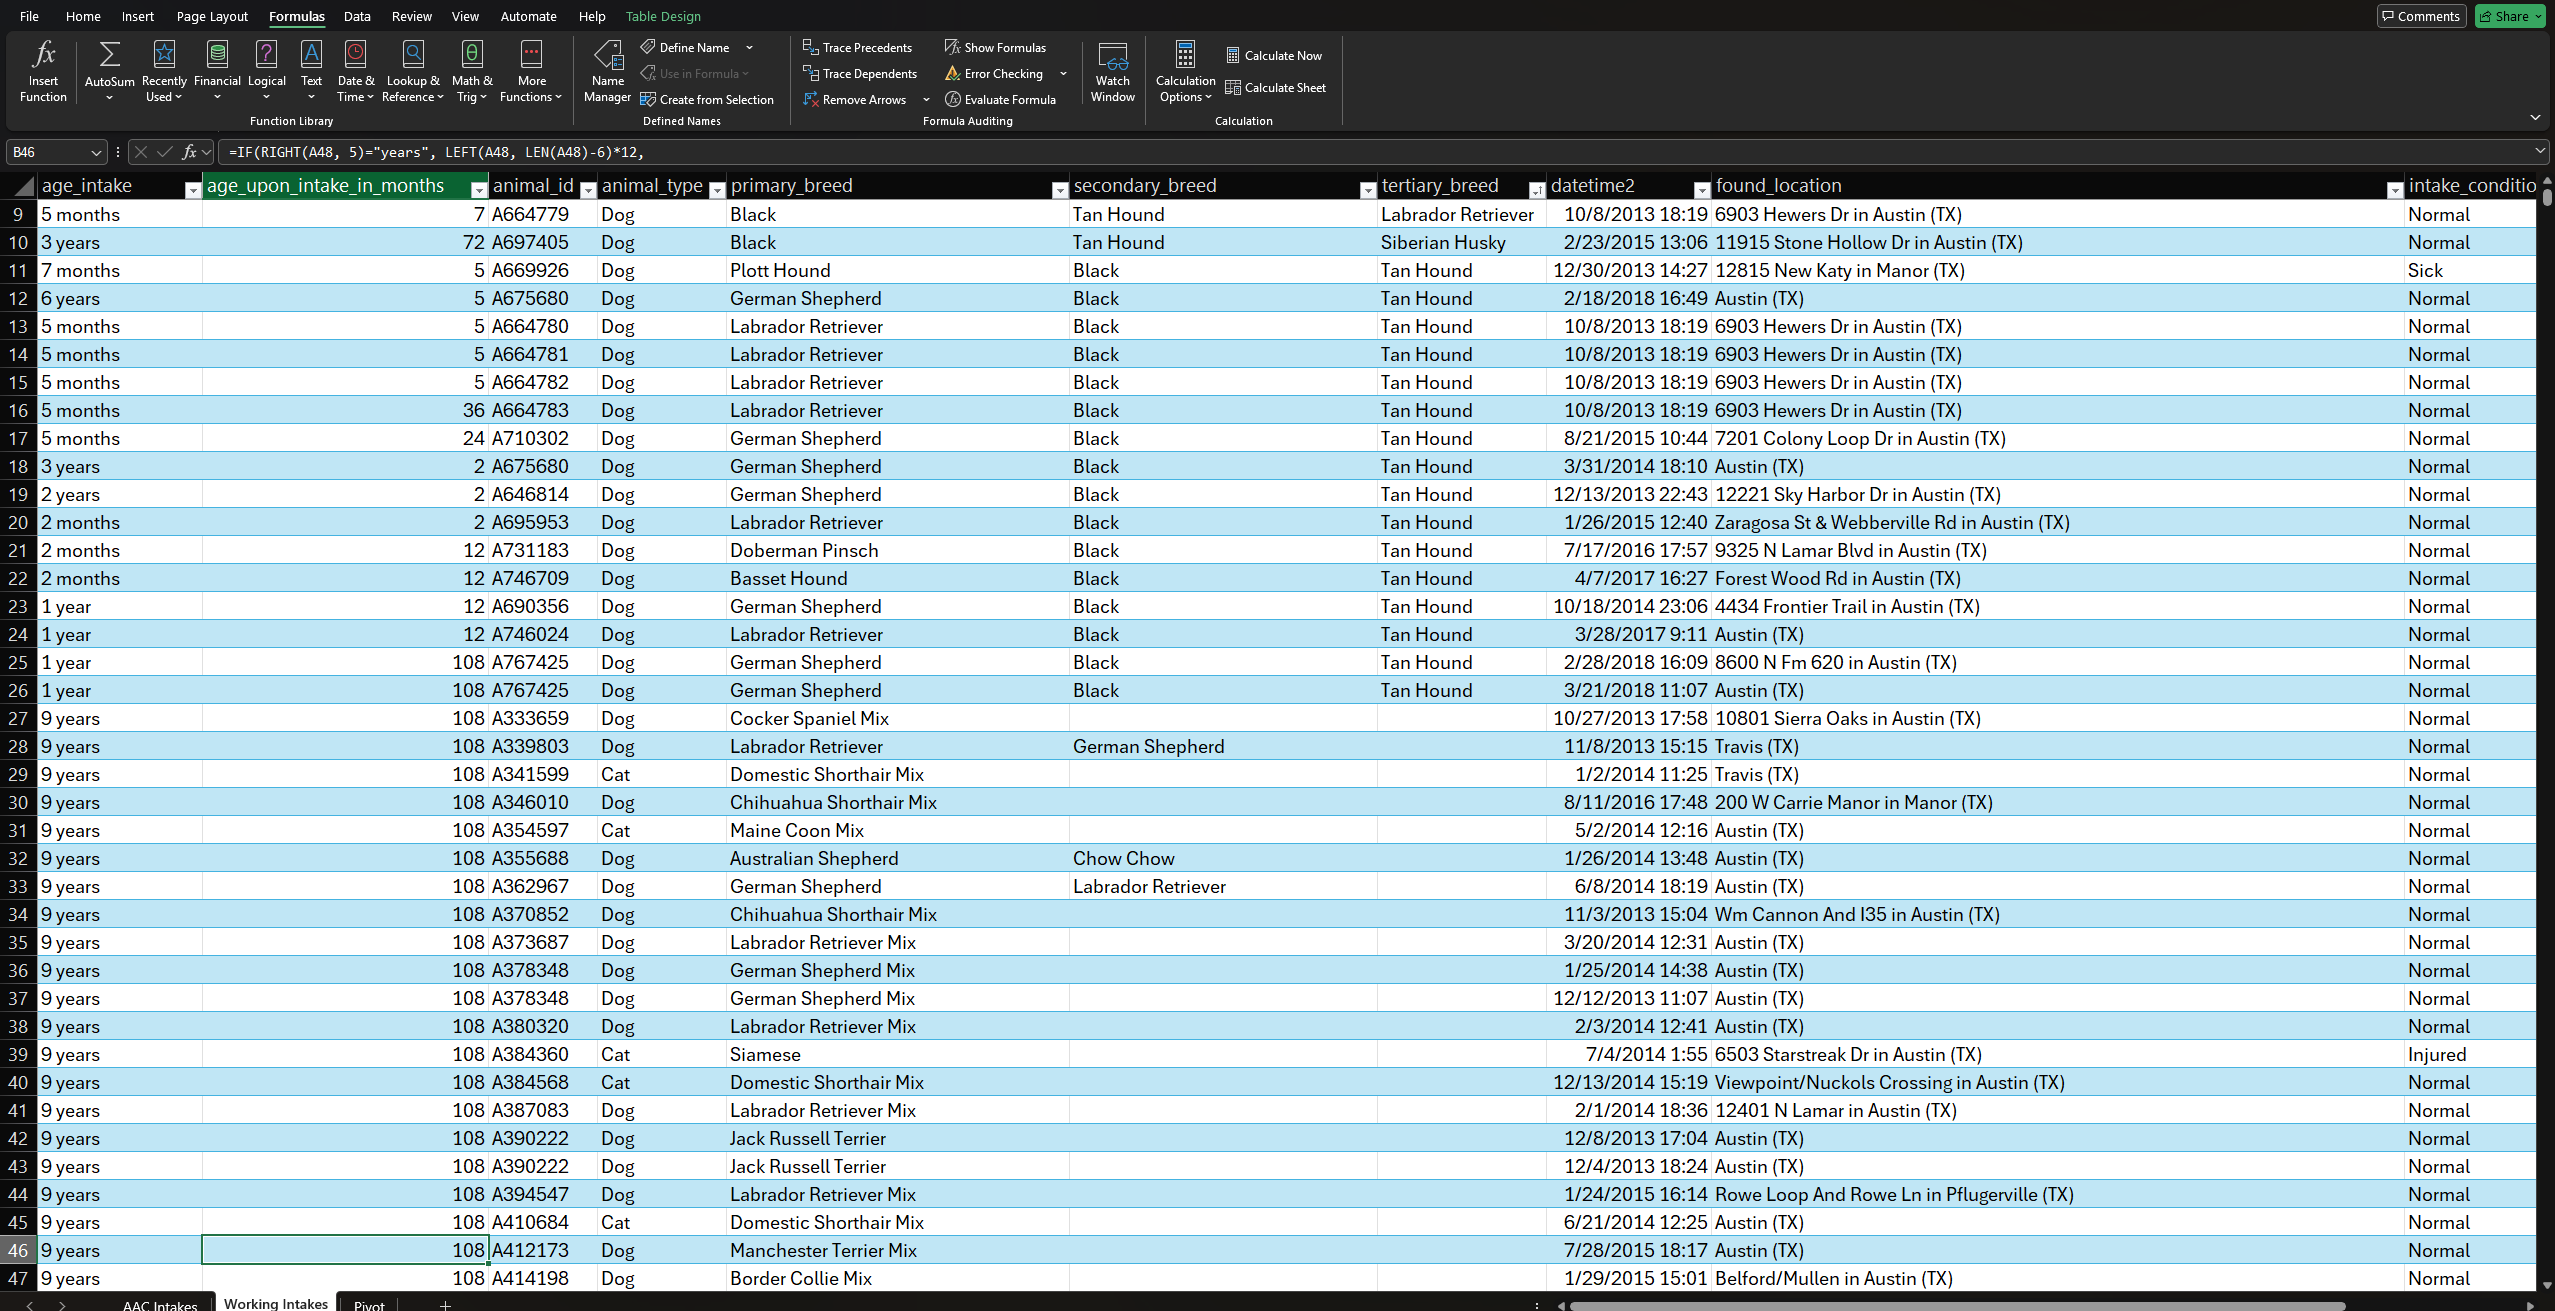 File Home Insert Page Layout Formulas Data Review View Automate Help Table Design Comments Share
Insert Function AutoSum Recently Used Financial Logical Text Date & Time Lookup & Reference Math & Trig More Functions
Function Library
Name Manager Define Name Use in Formula Create from Selection
Defined Names
Trace Precedents Show Formulas
Trace Dependents Error Checking
Remove Arrows Evaluate Formula
Formula Auditing
Watch Window
Calculation Options Calculate Now Calculate Sheet
Calculation
B46 fx =IF(RIGHT(A48, 5)="years", LEFT(A48, LEN(A48)-6)*12,
age_intake age_upon_intake_in_months animal_id animal_type primary_breed secondary_breed tertiary_breed datetime2 found_location intake_conditio
9 5 months 7 A664779 Dog Black Tan Hound Labrador Retriever 10/8/2013 18:19 6903 Hewers Dr in Austin (TX) Normal
10 3 years 72 A697405 Dog Black Tan Hound Siberian Husky 2/23/2015 13:06 11915 Stone Hollow Dr in Austin (TX) Normal
11 7 months 5 A669926 Dog Plott Hound Black Tan Hound 12/30/2013 14:27 12815 New Katy in Manor (TX) Sick
12 6 years 5 A675680 Dog German Shepherd Black Tan Hound 2/18/2018 16:49 Austin (TX) Normal
13 5 months 5 A664780 Dog Labrador Retriever Black Tan Hound 10/8/2013 18:19 6903 Hewers Dr in Austin (TX) Normal
14 5 months 5 A664781 Dog Labrador Retriever Black Tan Hound 10/8/2013 18:19 6903 Hewers Dr in Austin (TX) Normal
15 5 months 5 A664782 Dog Labrador Retriever Black Tan Hound 10/8/2013 18:19 6903 Hewers Dr in Austin (TX) Normal
16 5 months 36 A664783 Dog Labrador Retriever Black Tan Hound 10/8/2013 18:19 6903 Hewers Dr in Austin (TX) Normal
17 5 months 24 A710302 Dog German Shepherd Black Tan Hound 8/21/2015 10:44 7201 Colony Loop Dr in Austin (TX) Normal
18 3 years 2 A675680 Dog German Shepherd Black Tan Hound 3/31/2014 18:10 Austin (TX) Normal
19 2 years 2 A646814 Dog German Shepherd Black Tan Hound 12/13/2013 22:43 12221 Sky Harbor Dr in Austin (TX) Normal
20 2 months 2 A695953 Dog Labrador Retriever Black Tan Hound 1/26/2015 12:40 Zaragosa St & Webberville Rd in Austin (TX) Normal
21 2 months 12 A731183 Dog Doberman Pinsch Black Tan Hound 7/17/2016 17:57 9325 N Lamar Blvd in Austin (TX) Normal
22 2 months 12 A746709 Dog Basset Hound Black Tan Hound 4/7/2017 16:27 Forest Wood Rd in Austin (TX) Normal
23 1 year 12 A690356 Dog German Shepherd Black Tan Hound 10/18/2014 23:06 4434 Frontier Trail in Austin (TX) Normal
24 1 year 12 A746024 Dog Labrador Retriever Black Tan Hound 3/28/2017 9:11 Austin (TX) Normal
25 1 year 108 A767425 Dog German Shepherd Black Tan Hound 2/28/2018 16:09 8600 N Fm 620 in Austin (TX) Normal
26 1 year 108 A767425 Dog German Shepherd Black Tan Hound 3/21/2018 11:07 Austin (TX) Normal
27 9 years 108 A333659 Dog Cocker Spaniel Mix 10/27/2013 17:58 10801 Sierra Oaks in Austin (TX) Normal
28 9 years 108 A339803 Dog Labrador Retriever German Shepherd 11/8/2013 15:15 Travis (TX) Normal
29 9 years 108 A341599 Cat Domestic Shorthair Mix 1/2/2014 11:25 Travis (TX) Normal
30 9 years 108 A346010 Dog Chihuahua Shorthair Mix 8/11/2016 17:48 200 W Carrie Manor in Manor (TX) Normal
31 9 years 108 A354597 Cat Maine Coon Mix 5/2/2014 12:16 Austin (TX) Normal
32 9 years 108 A355688 Dog Australian Shepherd Chow Chow 1/26/2014 13:48 Austin (TX) Normal
33 9 years 108 A362967 Dog German Shepherd Labrador Retriever 6/8/2014 18:19 Austin (TX) Normal
34 9 years 108 A370852 Dog Chihuahua Shorthair Mix 11/3/2013 15:04 Wm Cannon And I35 in Austin (TX) Normal
35 9 years 108 A373687 Dog Labrador Retriever Mix 3/20/2014 12:31 Austin (TX) Normal
36 9 years 108 A378348 Dog German Shepherd Mix 1/25/2014 14:38 Austin (TX) Normal
37 9 years 108 A378348 Dog German Shepherd Mix 12/12/2013 11:07 Austin (TX) Normal
38 9 years 108 A380320 Dog Labrador Retriever Mix 2/3/2014 12:41 Austin (TX) Normal
39 9 years 108 A384360 Cat Siamese 7/4/2014 1:55 6503 Starstreak Dr in Austin (TX) Injured
40 9 years 108 A384568 Cat Domestic Shorthair Mix 12/13/2014 15:19 Viewpoint/Nuckols Crossing in Austin (TX) Normal
41 9 years 108 A387083 Dog Labrador Retriever Mix 2/1/2014 18:36 12401 N Lamar in Austin (TX) Normal
42 9 years 108 A390222 Dog Jack Russell Terrier 12/8/2013 17:04 Austin (TX) Normal
43 9 years 108 A390222 Dog Jack Russell Terrier 12/4/2013 18:24 Austin (TX) Normal
44 9 years 108 A394547 Dog Labrador Retriever Mix 1/24/2015 16:14 Rowe Loop And Rowe Ln in Pflugerville (TX) Normal
45 9 years 108 A410684 Cat Domestic Shorthair Mix 6/21/2014 12:25 Austin (TX) Normal
46 9 years 108 A412173 Dog Manchester Terrier Mix 7/28/2015 18:17 Austin (TX) Normal
47 9 years 108 A414198 Dog Border Collie Mix 1/29/2015 15:01 Belford/Mullen in Austin (TX) Normal
AAC Intakes Working Intakes Pivot +